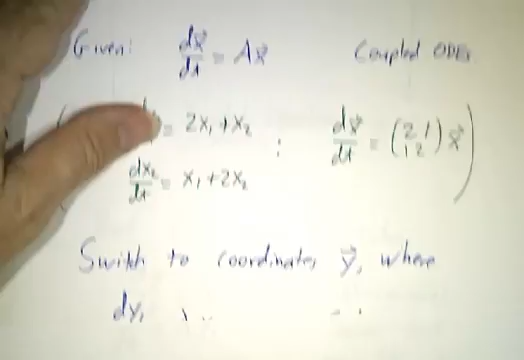 Given: dx⃗/dt = Ax⃗ Coupled ODEs
= 2x₁+x₂ ; dx⃗/dt = (2 1 / 1 2) x⃗
dx₂/dt = x₁+2x₂
Switch to coordinates y⃗, where
dy₁